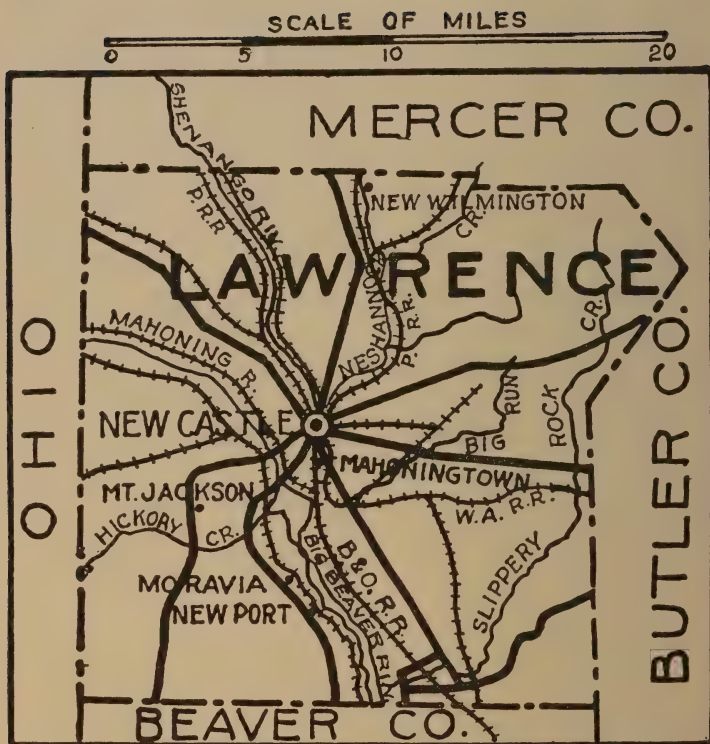 SCALE OF MILES
0 5 10 20
MERCER CO.
SHENANGO RIV.
P.R.R
NEW WILMINGTON
CR.
LAWRENCE
NESHANNOCK
P. R. R.
CR.
OHIO
MAHONING R.
NEW CASTLE
BIG RUN
ROCK
BUTLER CO.
MAHONINGTOWN
MT. JACKSON
W.A. R.R.
HICKORY CR.
SLIPPERY
BIG BEAVER RIV.
B&O. R.R.
MORAVIA
NEW PORT
BEAVER CO.